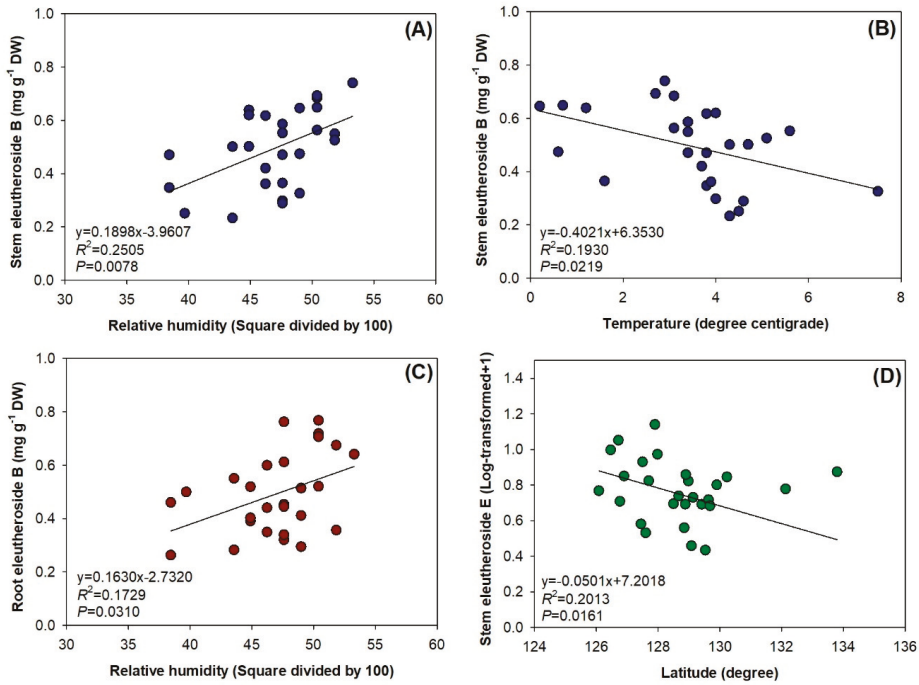 (A)
Stem eleutheroside B (mg g⁻¹ DW)
1.0
0.8
0.6
0.4
0.2
0.0
y=0.1898x-3.9607
R²=0.2505
P=0.0078
30 35 40 45 50 55 60
Relative humidity (Square divided by 100)
(B)
Stem eleutheroside B (mg g⁻¹ DW)
1.0
0.8
0.6
0.4
0.2
0.0
y=-0.4021x+6.3530
R²=0.1930
P=0.0219
0 2 4 6 8
Temperature (degree centigrade)
(C)
Root eleutheroside B (mg g⁻¹ DW)
1.0
0.8
0.6
0.4
0.2
0.0
y=0.1630x-2.7320
R²=0.1729
P=0.0310
30 35 40 45 50 55 60
Relative humidity (Square divided by 100)
(D)
Stem eleutheroside E (Log-transformed+1)
1.4
1.2
1.0
0.8
0.6
0.4
0.2
0.0
y=-0.0501x+7.2018
R²=0.2013
P=0.0161
124 126 128 130 132 134 136
Latitude (degree)